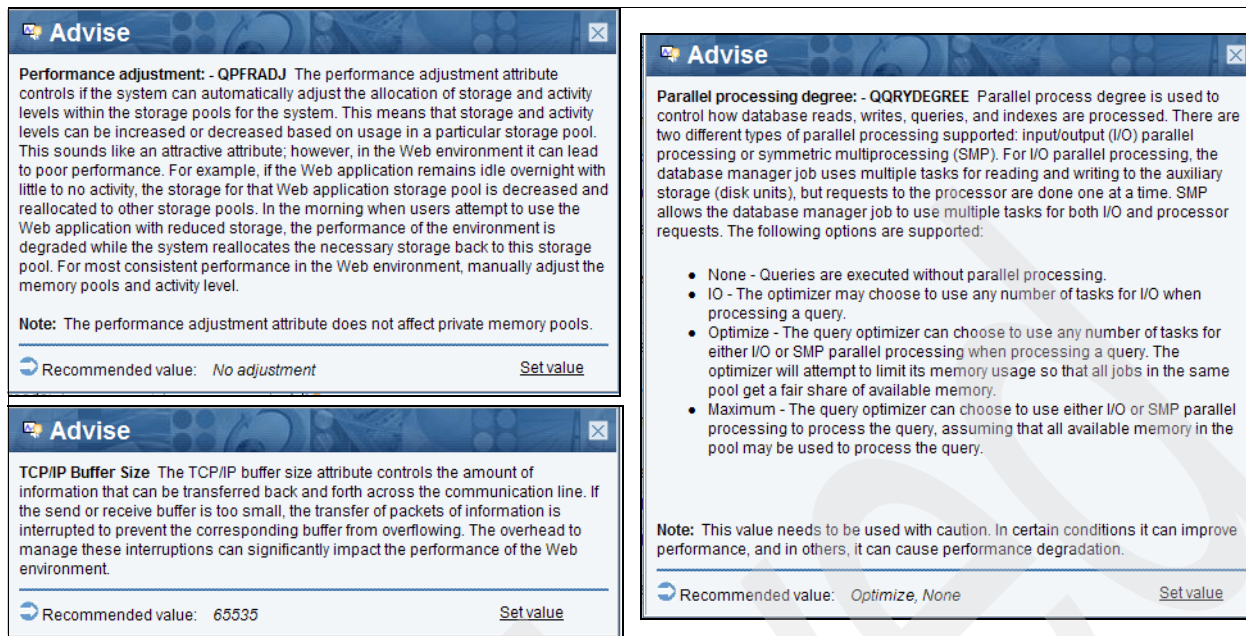 Advise
Performance adjustment: - QPFRADJ The performance adjustment attribute
controls if the system can automatically adjust the allocation of storage and activity
levels within the storage pools for the system. This means that storage and activity
levels can be increased or decreased based on usage in a particular storage pool.
This sounds like an attractive attribute; however, in the Web environment it can lead
to poor performance. For example, if the Web application remains idle overnight with
little to no activity, the storage for that Web application storage pool is decreased and
reallocated to other storage pools. In the morning when users attempt to use the
Web application with reduced storage, the performance of the environment is
degraded while the system reallocates the necessary storage back to this storage
pool. For most consistent performance in the Web environment, manually adjust the
memory pools and activity level.
Note: The performance adjustment attribute does not affect private memory pools.
Recommended value: No adjustment Set value
Advise
TCP/IP Buffer Size The TCP/IP buffer size attribute controls the amount of
information that can be transferred back and forth across the communication line. If
the send or receive buffer is too small, the transfer of packets of information is
interrupted to prevent the corresponding buffer from overflowing. The overhead to
manage these interruptions can significantly impact the performance of the Web
environment.
Recommended value: 65535 Set value
Advise
Parallel processing degree: - QQRYDEGREE Parallel process degree is used to
control how database reads, writes, queries, and indexes are processed. There are
two different types of parallel processing supported: input/output (I/O) parallel
processing or symmetric multiprocessing (SMP). For I/O parallel processing, the
database manager job uses multiple tasks for reading and writing to the auxiliary
storage (disk units), but requests to the processor are done one at a time. SMP
allows the database manager job to use multiple tasks for both I/O and processor
requests. The following options are supported:
• None - Queries are executed without parallel processing.
• IO - The optimizer may choose to use any number of tasks for I/O when
processing a query.
• Optimize - The query optimizer can choose to use any number of tasks for
either I/O or SMP parallel processing when processing a query. The
optimizer will attempt to limit its memory usage so that all jobs in the same
pool get a fair share of available memory.
• Maximum - The query optimizer can choose to use either I/O or SMP parallel
processing to process the query, assuming that all available memory in the
pool may be used to process the query.
Note: This value needs to be used with caution. In certain conditions it can improve
performance, and in others, it can cause performance degradation.
Recommended value: Optimize, None Set value